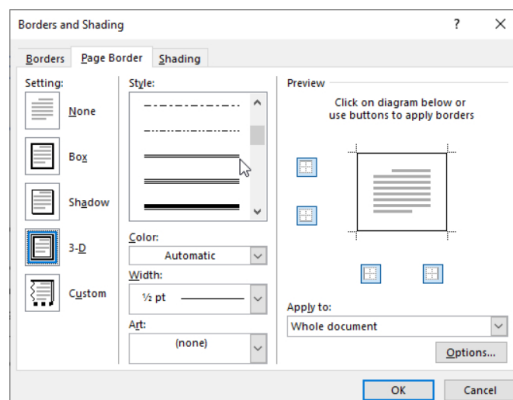 Borders and Shading
? ×
Borders Page Border Shading
Setting:
None
Box
Shadow
3-D
Custom
Style:
Color:
Automatic
Width:
½ pt
Art:
(none)
Preview
Click on diagram below or
use buttons to apply borders
Apply to:
Whole document
Options...
OK Cancel